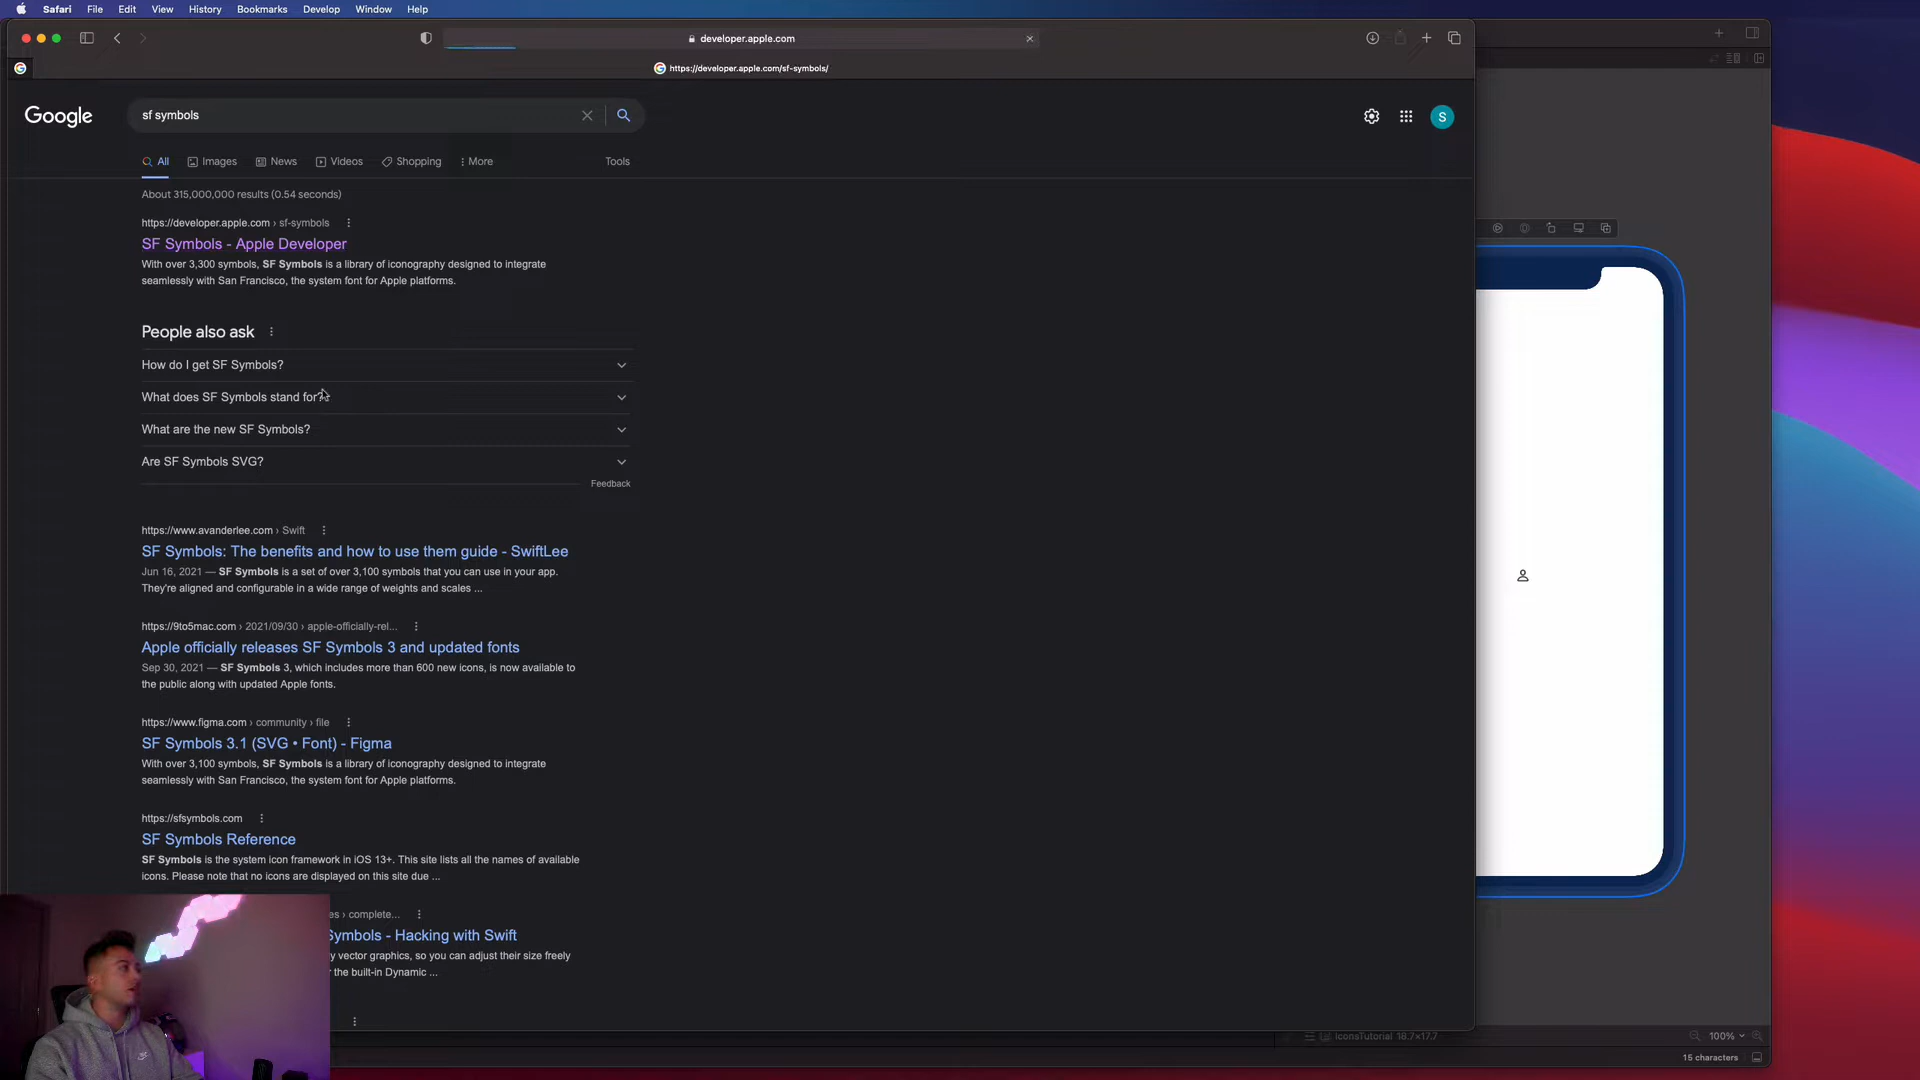 Safari File Edit View History Bookmarks Develop Window Help
developer.apple.com
https://developer.apple.com/sf-symbols/
Google
sf symbols
S
All Images News Videos Shopping More Tools
About 315,000,000 results (0.54 seconds)
https://developer.apple.com › sf-symbols
SF Symbols - Apple Developer
With over 3,300 symbols, SF Symbols is a library of iconography designed to integrate
seamlessly with San Francisco, the system font for Apple platforms.
People also ask
How do I get SF Symbols?
What does SF Symbols stand for?
What are the new SF Symbols?
Are SF Symbols SVG?
Feedback
https://www.avanderlee.com › Swift
SF Symbols: The benefits and how to use them guide - SwiftLee
Jun 16, 2021 — SF Symbols is a set of over 3,100 symbols that you can use in your app.
They're aligned and configurable in a wide range of weights and scales ...
https://9to5mac.com › 2021/09/30 › apple-officially-rel...
Apple officially releases SF Symbols 3 and updated fonts
Sep 30, 2021 — SF Symbols 3, which includes more than 600 new icons, is now available to
the public along with updated Apple fonts.
https://www.figma.com › community › file
SF Symbols 3.1 (SVG • Font) - Figma
With over 3,100 symbols, SF Symbols is a library of iconography designed to integrate
seamlessly with San Francisco, the system font for Apple platforms.
https://sfsymbols.com
SF Symbols Reference
SF Symbols is the system icon framework in iOS 13+. This site lists all the names of available
icons. Please note that no icons are displayed on this site due ...
es › complete...
Symbols - Hacking with Swift
y vector graphics, so you can adjust their size freely
r the built-in Dynamic ...
IconsTutorial 18.7×17.7
100%
15 characters